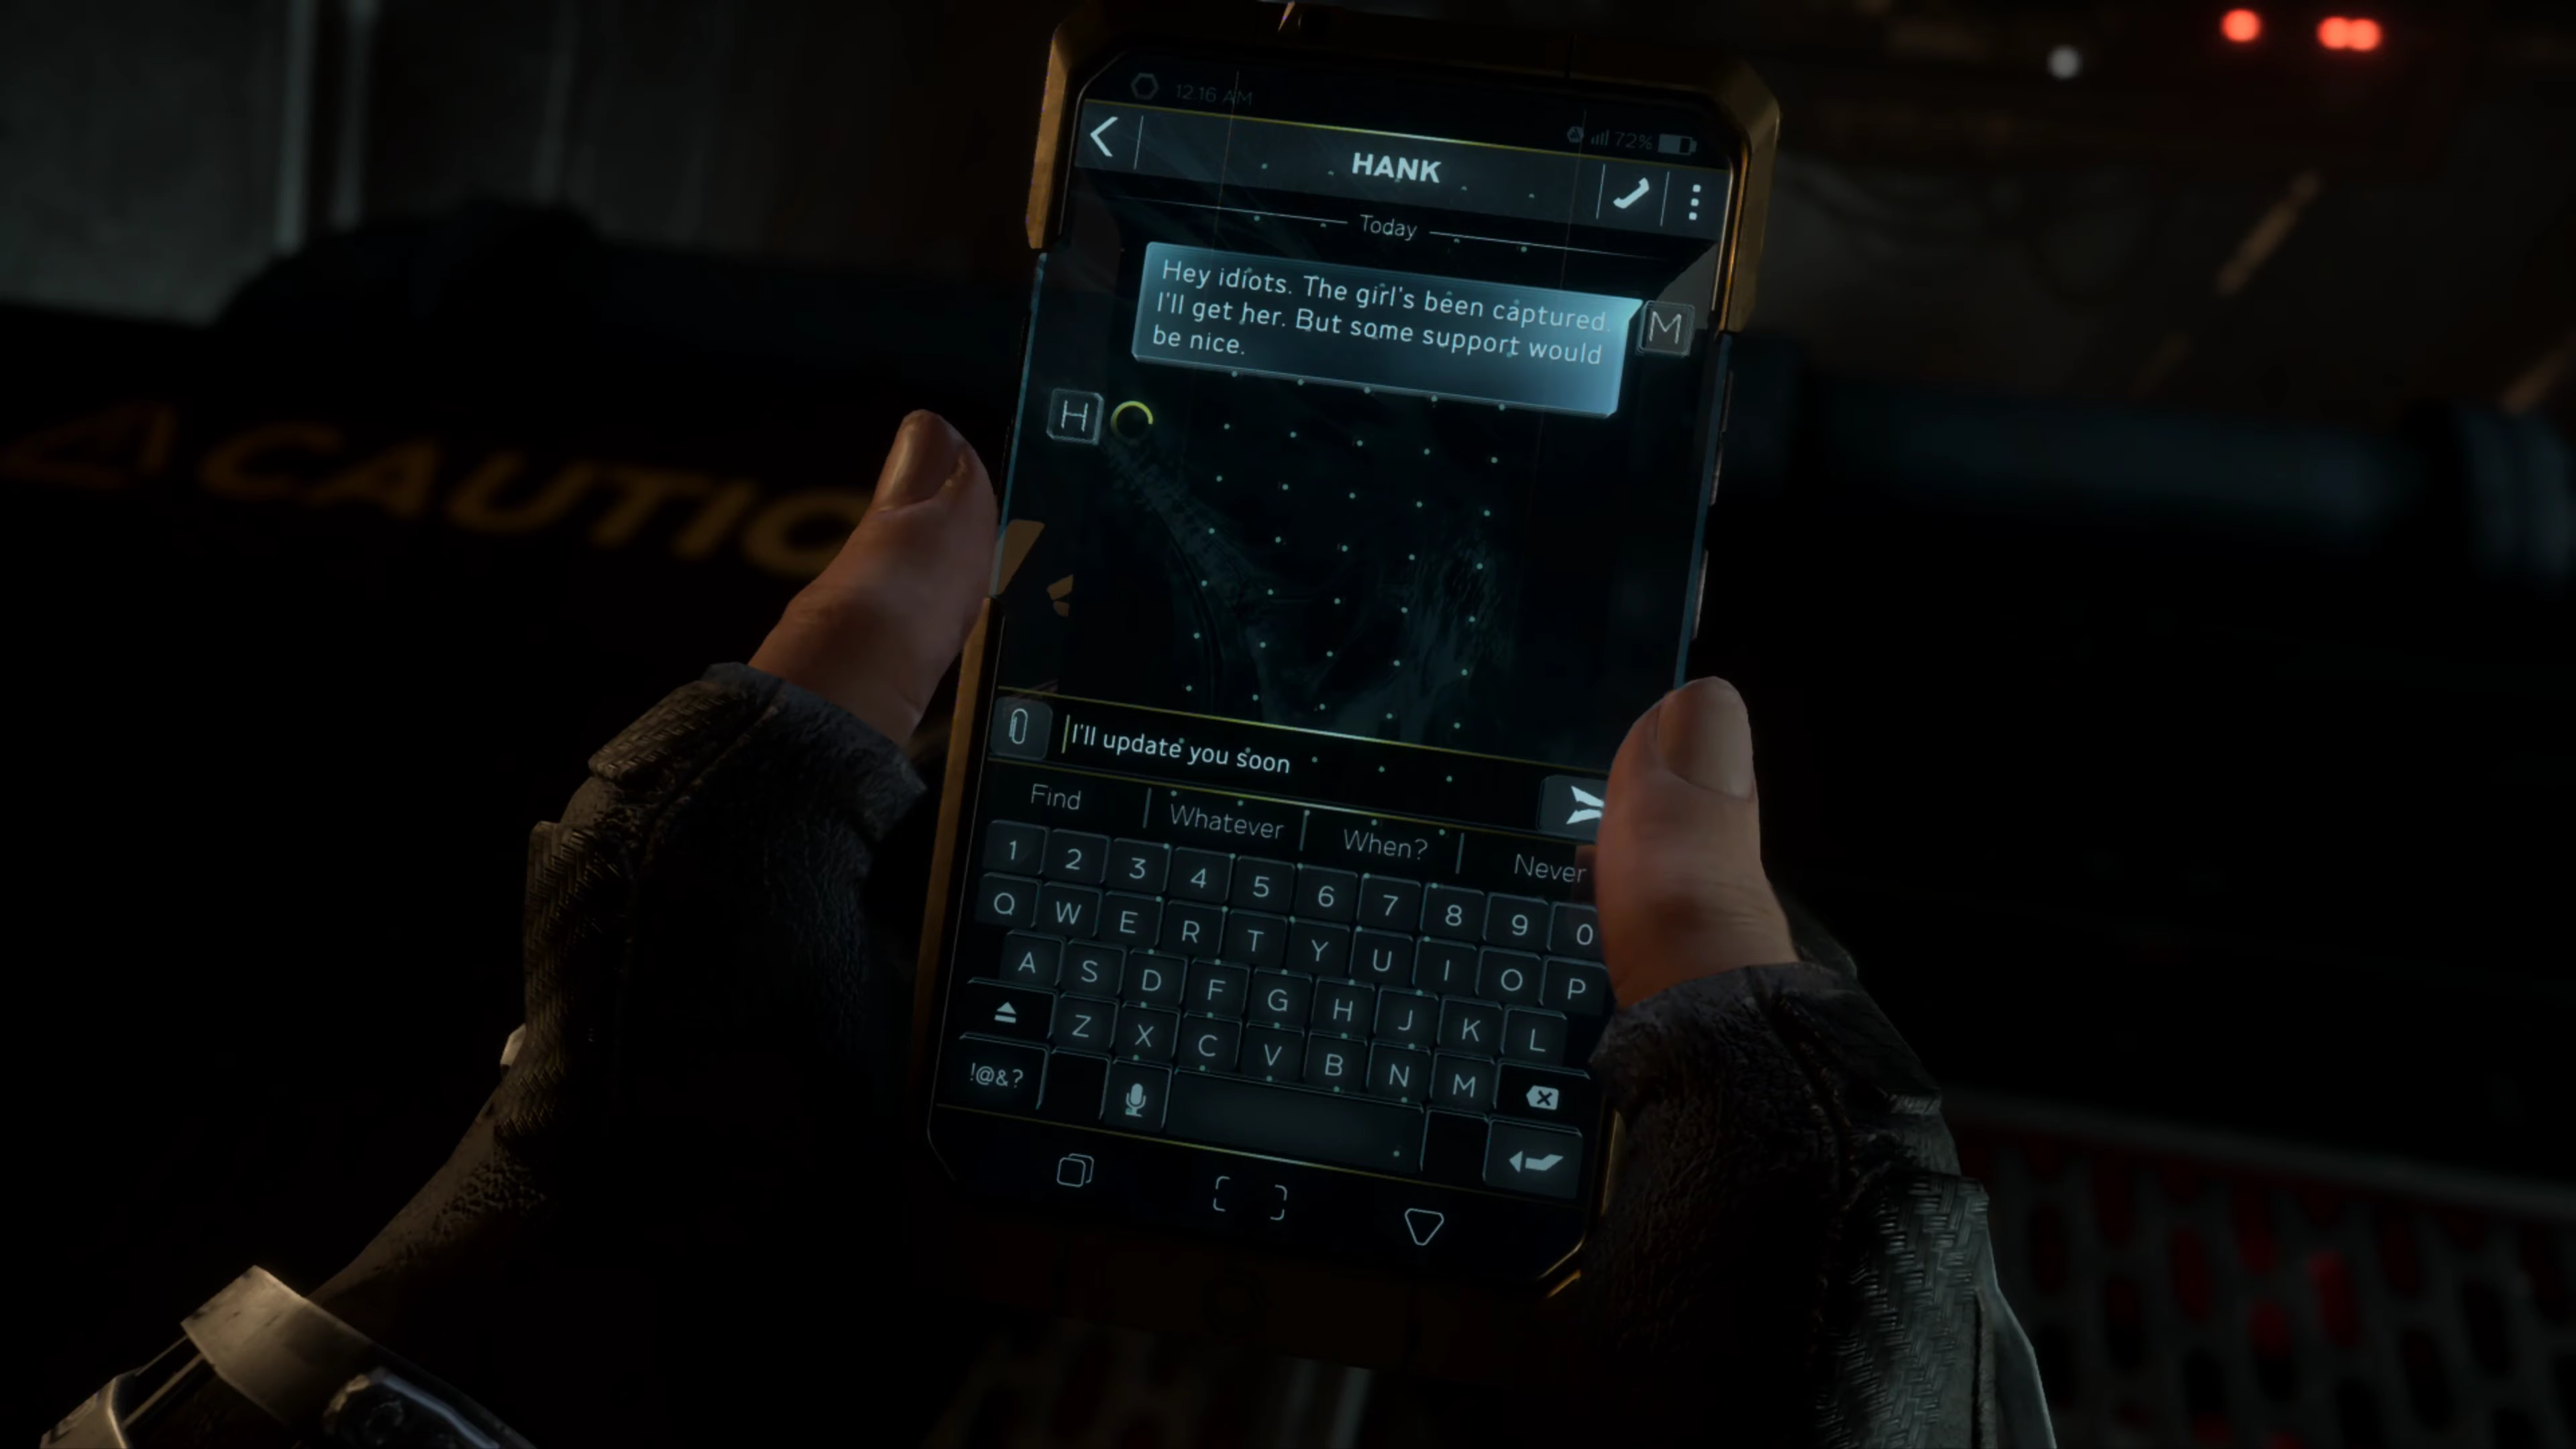 12.16 AM
72%
HANK
Today
Hey idiots. The girl's been captured.
I'll get her. But some support would
be nice.
M
H
CAUTIO
I'll update you soon
Find Whatever When? Never
1 2 3 4 5 6 7 8 9 0
Q W E R T Y U I O P
A S D F G H J K L
Z X C V B N M
!@&?